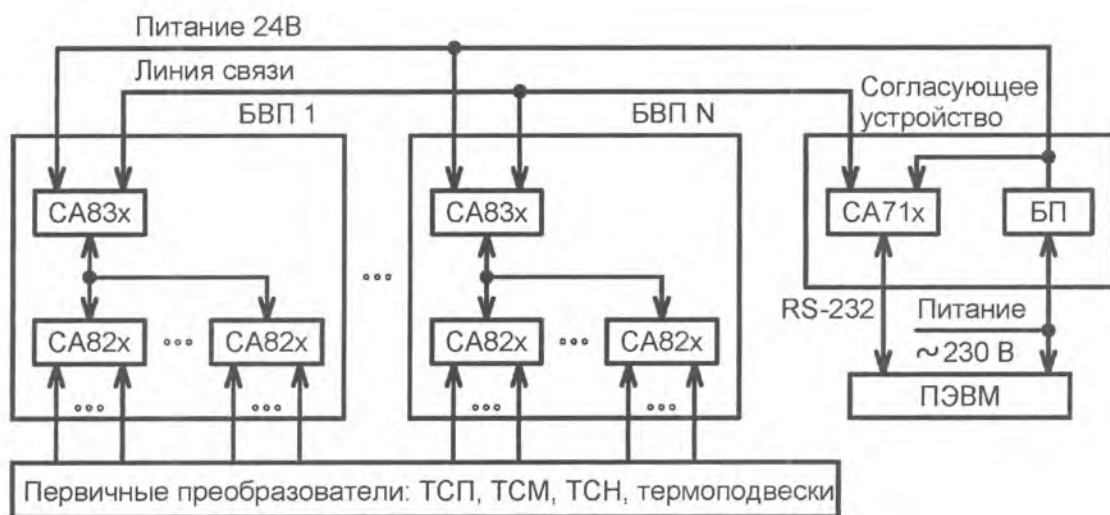 Питание 24В
Линия связи
БВП 1
БВП N
Согласующее
устройство
СА83х
СА83х
СА71х
БП
...
СА82х
...
СА82х
СА82х
...
СА82х
RS-232
Питание
~230 В
...
...
...
...
ПЭВМ
Первичные преобразователи: ТСП, ТСМ, ТСН, термоподвески